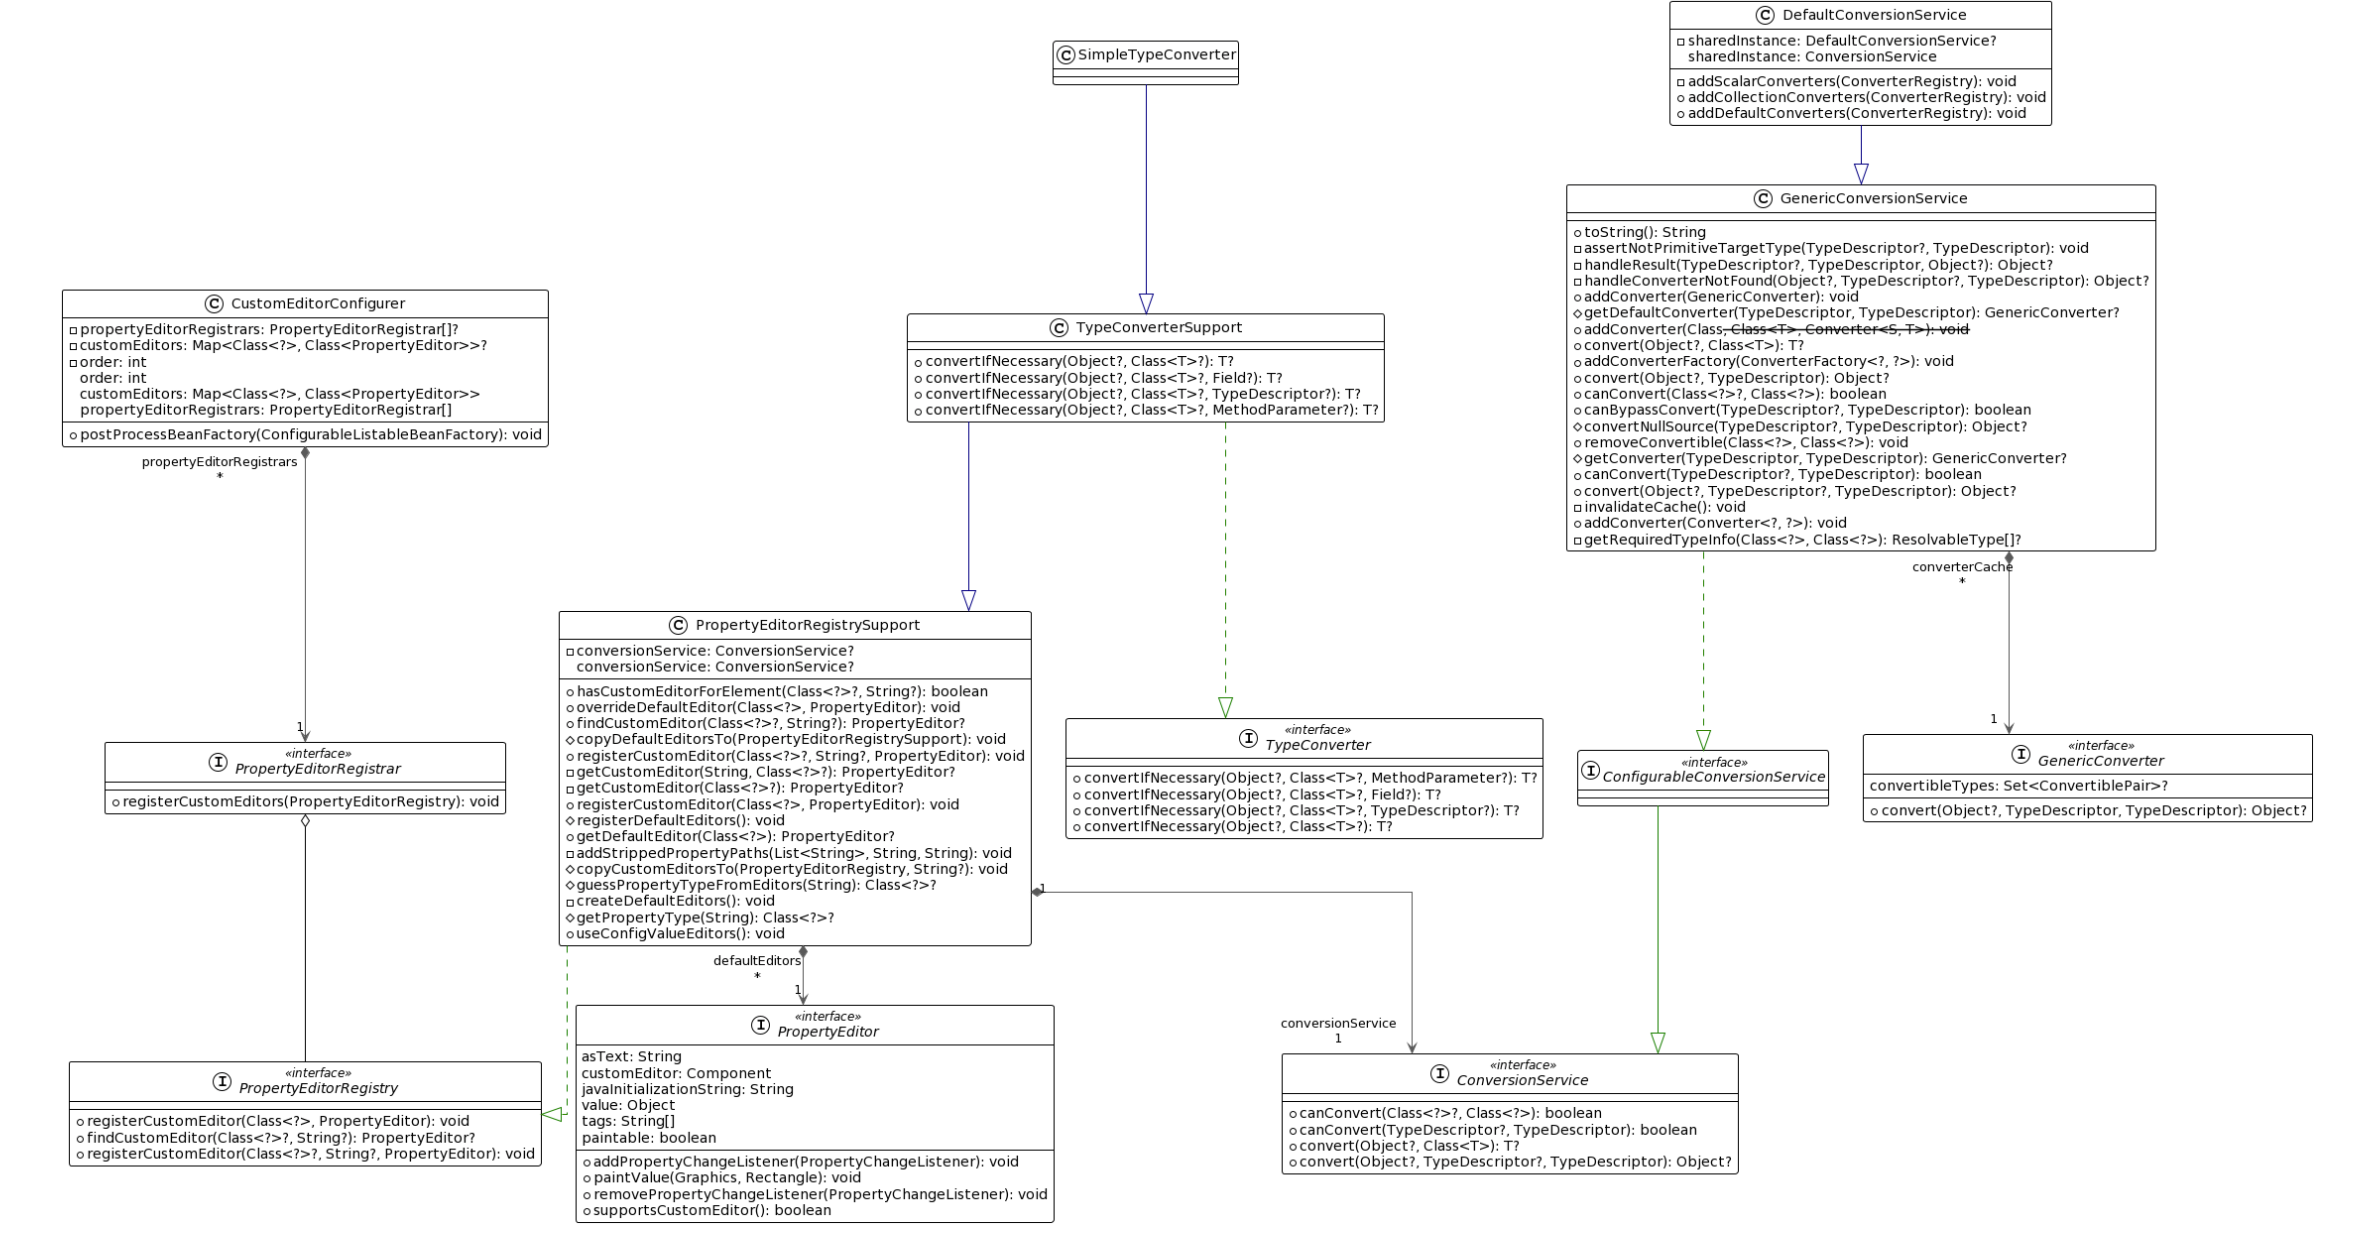 C DefaultConversionService
sharedInstance: DefaultConversionService?
sharedInstance: ConversionService
addScalarConverters(ConverterRegistry): void
addCollectionConverters(ConverterRegistry): void
addDefaultConverters(ConverterRegistry): void
C SimpleTypeConverter
C GenericConversionService
toString(): String
assertNotPrimitiveTargetType(TypeDescriptor?, TypeDescriptor): void
handleResult(TypeDescriptor?, TypeDescriptor, Object?): Object?
handleConverterNotFound(Object?, TypeDescriptor?, TypeDescriptor): Object?
addConverter(GenericConverter): void
getDefaultConverter(TypeDescriptor, TypeDescriptor): GenericConverter?
addConverter(Class, Class<T>, Converter<S, T>): void
convert(Object?, Class<T>): T?
addConverterFactory(ConverterFactory<?, ?>): void
convert(Object?, TypeDescriptor): Object?
canConvert(Class<?>?, Class<?>): boolean
canBypassConvert(TypeDescriptor?, TypeDescriptor): boolean
convertNullSource(TypeDescriptor?, TypeDescriptor): Object?
removeConvertible(Class<?>, Class<?>): void
getConverter(TypeDescriptor, TypeDescriptor): GenericConverter?
canConvert(TypeDescriptor?, TypeDescriptor): boolean
convert(Object?, TypeDescriptor?, TypeDescriptor): Object?
invalidateCache(): void
addConverter(Converter<?, ?>): void
getRequiredTypeInfo(Class<?>, Class<?>): ResolvableType[]?
C CustomEditorConfigurer
propertyEditorRegistrars: PropertyEditorRegistrar[]?
customEditors: Map<Class<?>, Class<PropertyEditor>>?
order: int
order: int
customEditors: Map<Class<?>, Class<PropertyEditor>>
propertyEditorRegistrars: PropertyEditorRegistrar[]
postProcessBeanFactory(ConfigurableListableBeanFactory): void
C TypeConverterSupport
convertIfNecessary(Object?, Class<T>?): T?
convertIfNecessary(Object?, Class<T>?, Field?): T?
convertIfNecessary(Object?, Class<T>?, TypeDescriptor?): T?
convertIfNecessary(Object?, Class<T>?, MethodParameter?): T?
propertyEditorRegistrars
*
1
converterCache
*
1
C PropertyEditorRegistrySupport
conversionService: ConversionService?
conversionService: ConversionService?
hasCustomEditorForElement(Class<?>?, String?): boolean
overrideDefaultEditor(Class<?>, PropertyEditor): void
findCustomEditor(Class<?>?, String?): PropertyEditor?
copyDefaultEditorsTo(PropertyEditorRegistrySupport): void
registerCustomEditor(Class<?>?, String?, PropertyEditor): void
getCustomEditor(String, Class<?>?): PropertyEditor?
getCustomEditor(Class<?>?): PropertyEditor?
registerCustomEditor(Class<?>, PropertyEditor): void
registerDefaultEditors(): void
getDefaultEditor(Class<?>): PropertyEditor?
addStrippedPropertyPaths(List<String>, String, String): void
copyCustomEditorsTo(PropertyEditorRegistry, String?): void
guessPropertyTypeFromEditors(String): Class<?>?
createDefaultEditors(): void
getPropertyType(String): Class<?>?
useConfigValueEditors(): void
I «interface»
TypeConverter
convertIfNecessary(Object?, Class<T>?, MethodParameter?): T?
convertIfNecessary(Object?, Class<T>?, Field?): T?
convertIfNecessary(Object?, Class<T>?, TypeDescriptor?): T?
convertIfNecessary(Object?, Class<T>?): T?
I «interface»
PropertyEditorRegistrar
registerCustomEditors(PropertyEditorRegistry): void
I «interface»
ConfigurableConversionService
I «interface»
GenericConverter
convertibleTypes: Set<ConvertiblePair>?
convert(Object?, TypeDescriptor, TypeDescriptor): Object?
1
defaultEditors
*
1
conversionService
1
I «interface»
PropertyEditor
asText: String
customEditor: Component
javaInitializationString: String
value: Object
tags: String[]
paintable: boolean
addPropertyChangeListener(PropertyChangeListener): void
paintValue(Graphics, Rectangle): void
removePropertyChangeListener(PropertyChangeListener): void
supportsCustomEditor(): boolean
I «interface»
PropertyEditorRegistry
registerCustomEditor(Class<?>, PropertyEditor): void
findCustomEditor(Class<?>?, String?): PropertyEditor?
registerCustomEditor(Class<?>?, String?, PropertyEditor): void
I «interface»
ConversionService
canConvert(Class<?>?, Class<?>): boolean
canConvert(TypeDescriptor?, TypeDescriptor): boolean
convert(Object?, Class<T>): T?
convert(Object?, TypeDescriptor?, TypeDescriptor): Object?